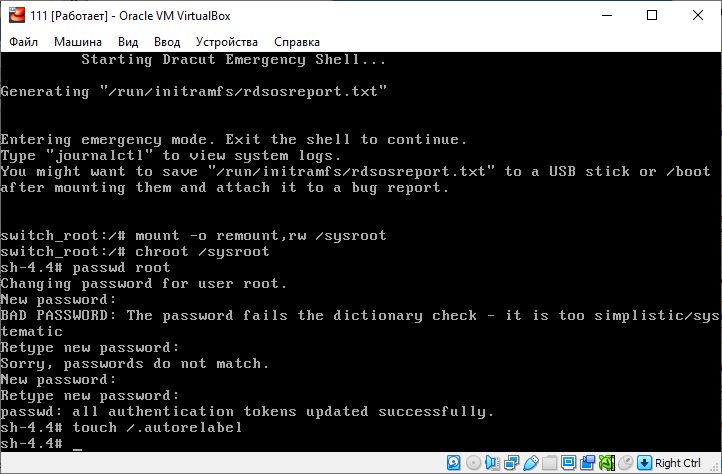 111 [Работает] - Oracle VM VirtualBox
Файл Машина Вид Ввод Устройства Справка
Starting Dracut Emergency Shell...
Generating "/run/initramfs/rdsosreport.txt"
Entering emergency mode. Exit the shell to continue.
Type "journalctl" to view system logs.
You might want to save "/run/initramfs/rdsosreport.txt" to a USB stick or /boot
after mounting them and attach it to a bug report.
switch_root:/# mount -o remount,rw /sysroot
switch_root:/# chroot /sysroot
sh-4.4# passwd root
Changing password for user root.
New password:
BAD PASSWORD: The password fails the dictionary check - it is too simplistic/sys
tematic
Retype new password:
Sorry, passwords do not match.
New password:
Retype new password:
passwd: all authentication tokens updated successfully.
sh-4.4# touch /.autorelabel
sh-4.4# _
Right Ctrl